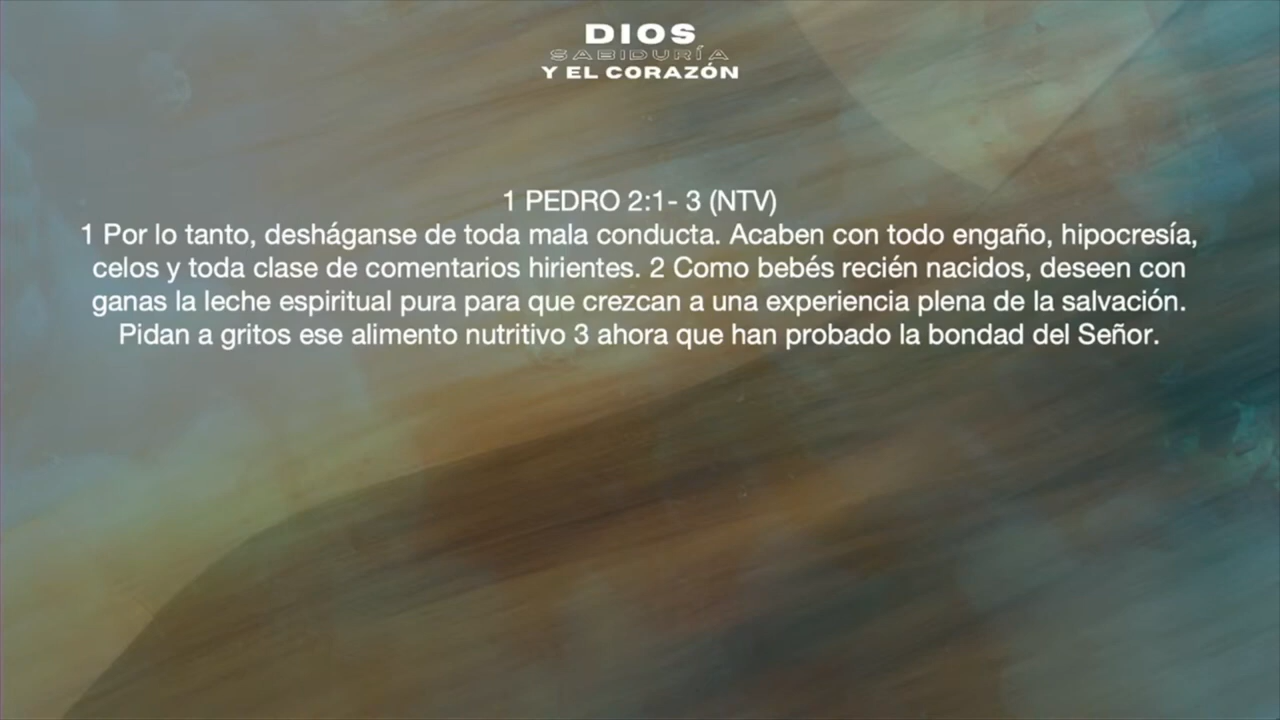 DIOS
SABIDURÍA
Y EL CORAZÓN
1 PEDRO 2:1- 3 (NTV)
1 Por lo tanto, desháganse de toda mala conducta. Acaben con todo engaño, hipocresía,
celos y toda clase de comentarios hirientes. 2 Como bebés recién nacidos, deseen con
ganas la leche espiritual pura para que crezcan a una experiencia plena de la salvación.
Pidan a gritos ese alimento nutritivo 3 ahora que han probado la bondad del Señor.